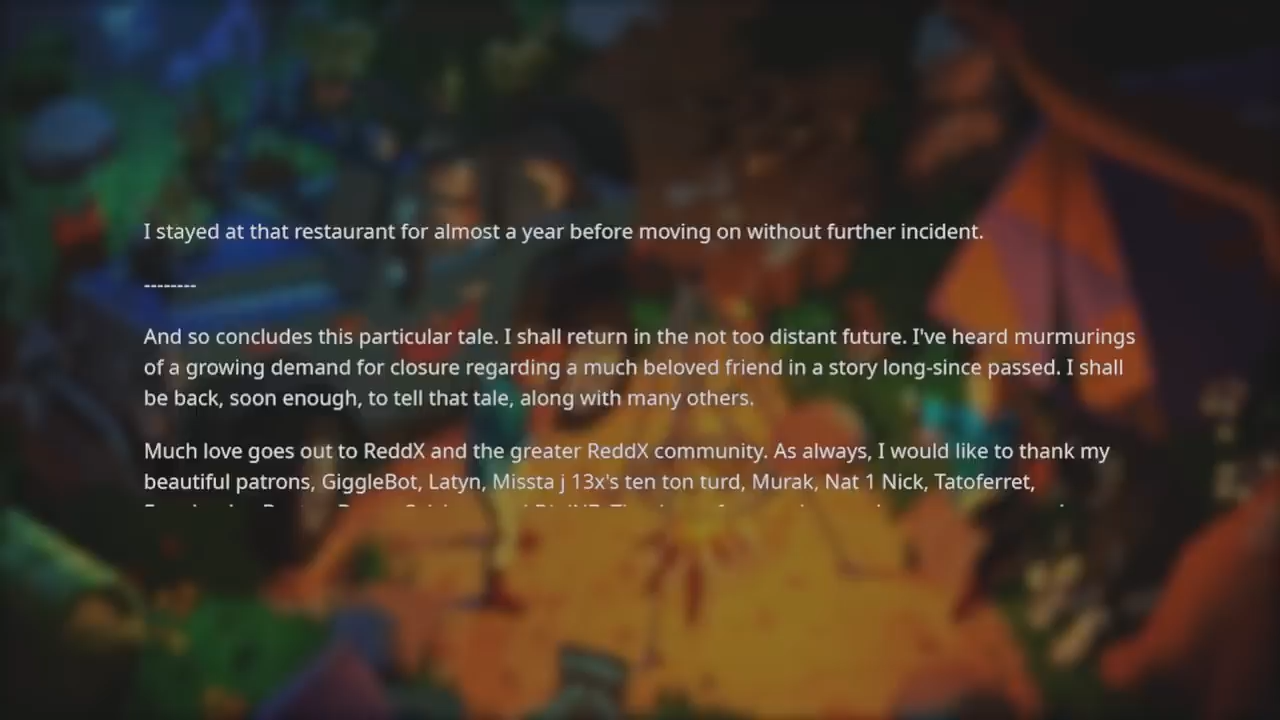 I stayed at that restaurant for almost a year before moving on without further incident.
--------
And so concludes this particular tale. I shall return in the not too distant future. I've heard murmurings
of a growing demand for closure regarding a much beloved friend in a story long-since passed. I shall
be back, soon enough, to tell that tale, along with many others.
Much love goes out to ReddX and the greater ReddX community. As always, I would like to thank my
beautiful patrons, GiggleBot, Latyn, Missta j 13x's ten ton turd, Murak, Nat 1 Nick, Tatoferret,